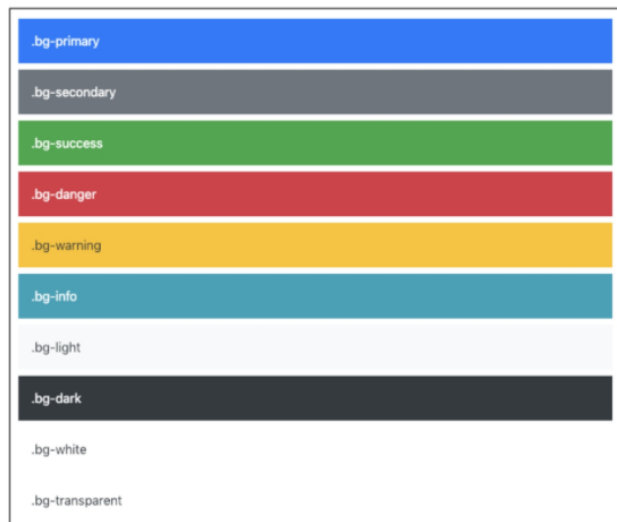 .bg-primary
.bg-secondary
.bg-success
.bg-danger
.bg-warning
.bg-info
.bg-light
.bg-dark
.bg-white
.bg-transparent